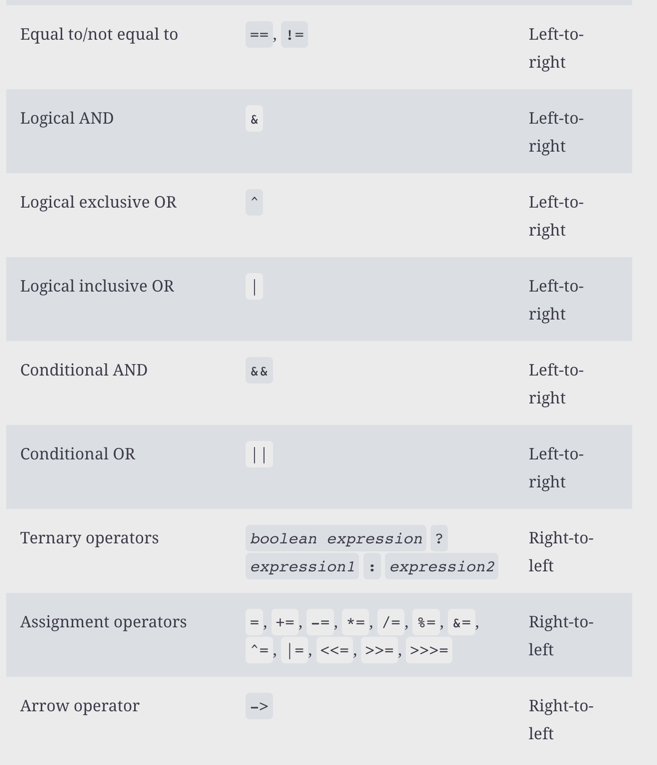 Equal to/not equal to ==, != Left-to-
right
Logical AND & Left-to-
right
Logical exclusive OR ^ Left-to-
right
Logical inclusive OR | Left-to-
right
Conditional AND && Left-to-
right
Conditional OR || Left-to-
right
Ternary operators boolean expression ? Right-to-
expression1 : expression2 left
Assignment operators =, +=, -=, *=, /=, %=, &=, Right-to-
^=, |=, <<=, >>=, >>>= left
Arrow operator -> Right-to-
left